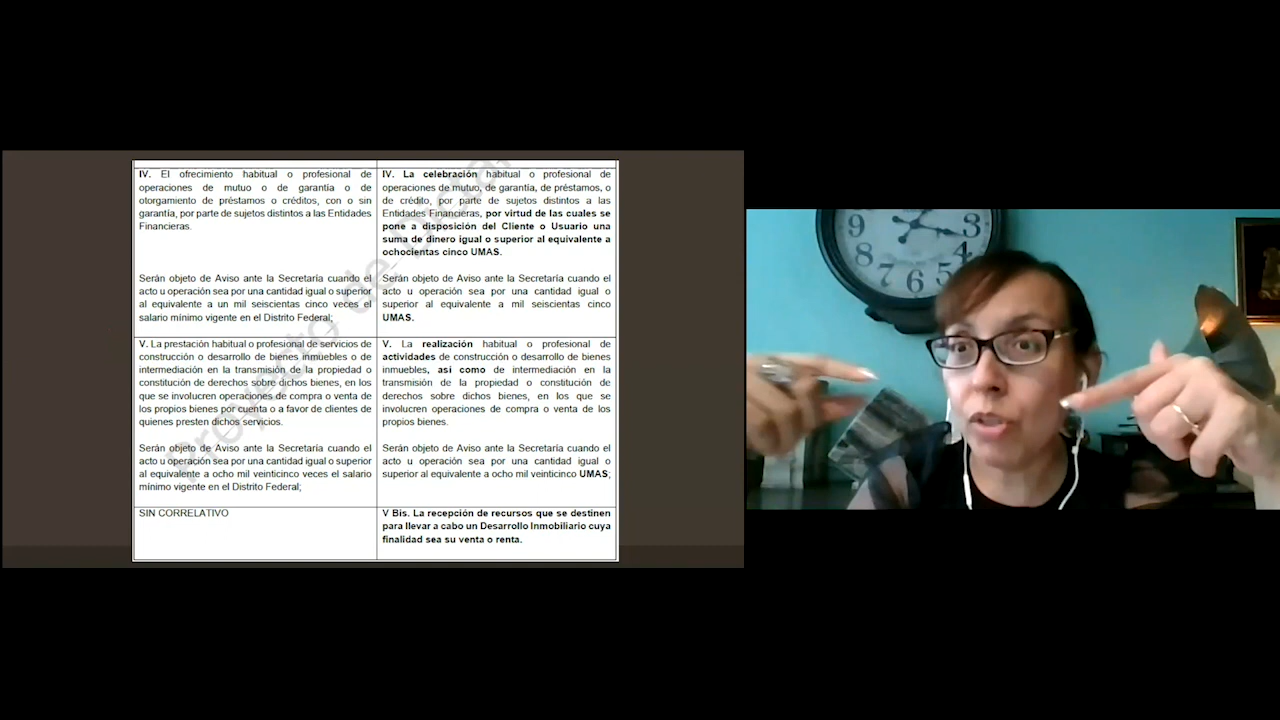 IV. El ofrecimiento habitual o profesional de
operaciones de mutuo o de garantía o de
otorgamiento de préstamos o créditos, con o sin
garantía, por parte de sujetos distintos a las Entidades
Financieras.
Serán objeto de Aviso ante la Secretaría cuando el
acto u operación sea por una cantidad igual o superior
al equivalente a un mil seiscientas cinco veces el
salario mínimo vigente en el Distrito Federal;
IV. La celebración habitual o profesional de
operaciones de mutuo, de garantía, de préstamos, o
de crédito, por parte de sujetos distintos a las
Entidades Financieras, por virtud de las cuales se
pone a disposición del Cliente o Usuario una
suma de dinero igual o superior al equivalente a
ochocientas cinco UMAS.
Serán objeto de Aviso ante la Secretaría cuando el
acto u operación sea por una cantidad igual o
superior al equivalente a mil seiscientas cinco
UMAS.
V. La prestación habitual o profesional de servicios de
construcción o desarrollo de bienes inmuebles o de
intermediación en la transmisión de la propiedad o
constitución de derechos sobre dichos bienes, en los
que se involucren operaciones de compra o venta de
los propios bienes por cuenta o a favor de clientes de
quienes presten dichos servicios.
Serán objeto de Aviso ante la Secretaría cuando el
acto u operación sea por una cantidad igual o superior
al equivalente a ocho mil veinticinco veces el salario
mínimo vigente en el Distrito Federal;
V. La realización habitual o profesional de
actividades de construcción o desarrollo de bienes
inmuebles, así como de intermediación en la
transmisión de la propiedad o constitución de
derechos sobre dichos bienes, en los que se
involucren operaciones de compra o venta de los
propios bienes.
Serán objeto de Aviso ante la Secretaría cuando el
acto u operación sea por una cantidad igual o
superior al equivalente a ocho mil veinticinco UMAS;
SIN CORRELATIVO
V Bis. La recepción de recursos que se destinen
para llevar a cabo un Desarrollo Inmobiliario cuya
finalidad sea su venta o renta.
Proyecto de
9 2 3 4 5 6 7 8